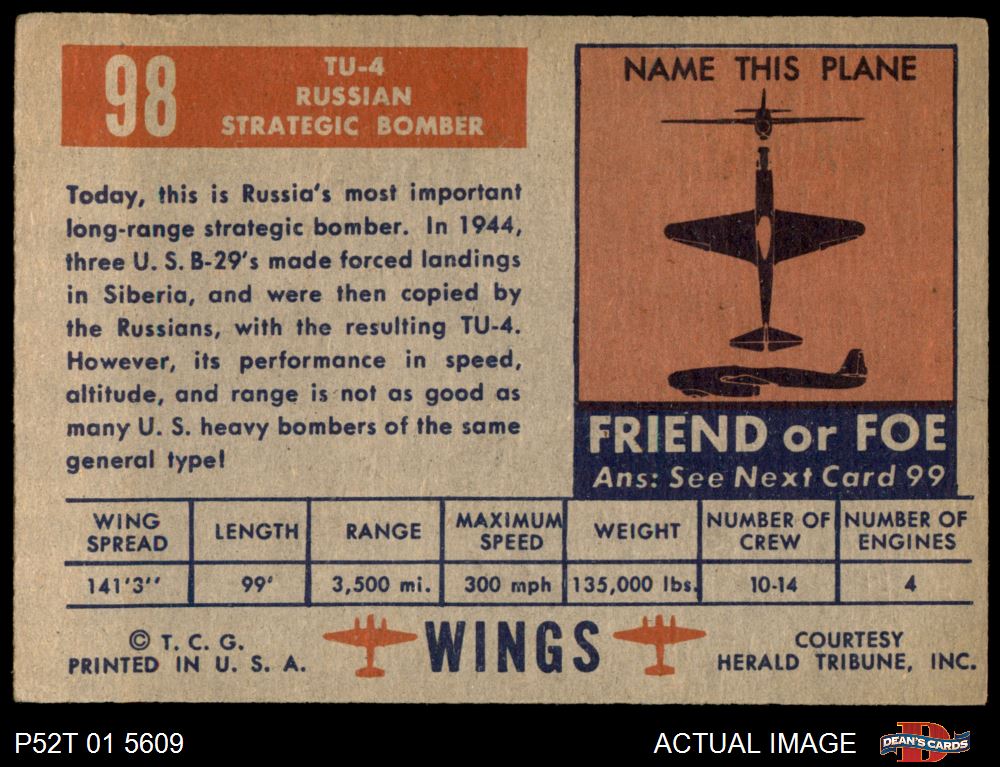 98
TU-4
RUSSIAN
STRATEGIC BOMBER
Today, this is Russia's most important
long-range strategic bomber. In 1944,
three U. S. B-29's made forced landings
in Siberia, and were then copied by
the Russians, with the resulting TU-4.
However, its performance in speed,
altitude, and range is not as good as
many U. S. heavy bombers of the same
general type!
NAME THIS PLANE
FRIEND or FOE
Ans: See Next Card 99
WING SPREAD
LENGTH
RANGE
MAXIMUM SPEED
WEIGHT
NUMBER OF CREW
NUMBER OF ENGINES
141'3''
99'
3,500 mi.
300 mph
135,000 lbs.
10-14
4
© T. C. G.
PRINTED IN U. S. A.
WINGS
COURTESY
HERALD TRIBUNE, INC.
P52T 01 5609
ACTUAL IMAGE
DEAN'S CARDS